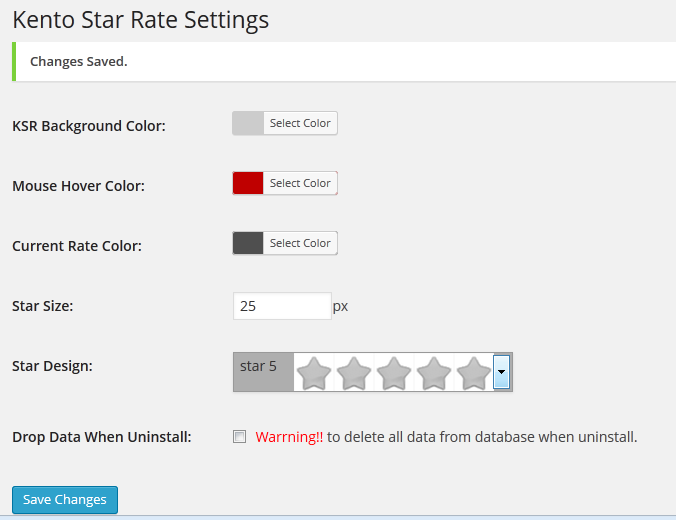 Kento Star Rate Settings
Changes Saved.
KSR Background Color: Select Color
Mouse Hover Color: Select Color
Current Rate Color: Select Color
Star Size: 25 px
Star Design: star 5
Drop Data When Uninstall: Warrning!! to delete all data from database when uninstall.
Save Changes